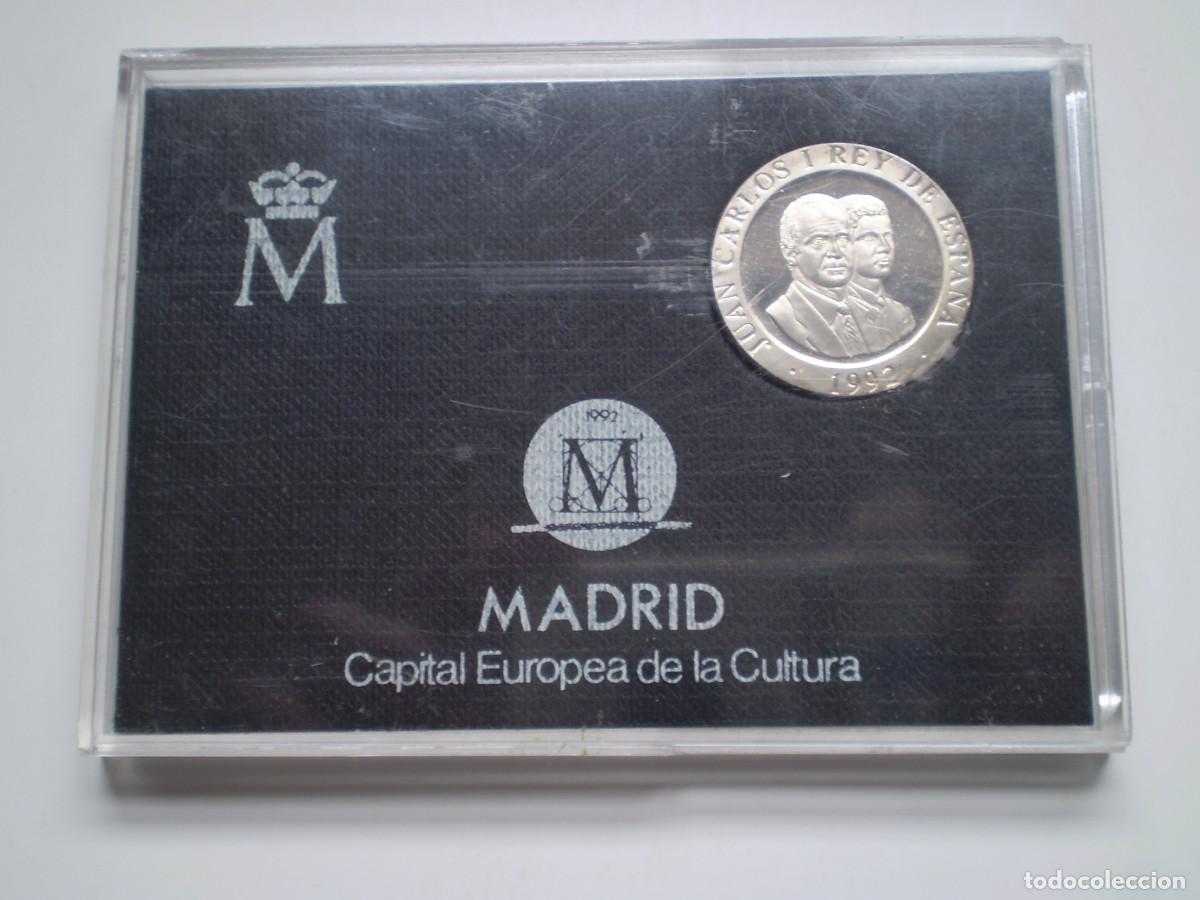 M
JUAN CARLOS I REY DE ESPAÑA
· 1992 ·
1992
M
MADRID
Capital Europea de la Cultura
todocoleccion